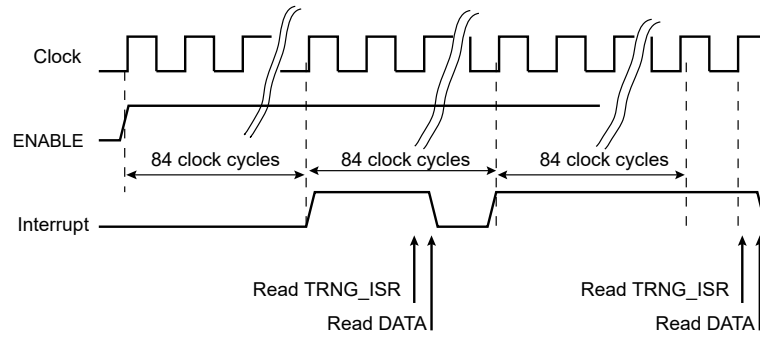 Clock
ENABLE
84 clock cycles 84 clock cycles 84 clock cycles
Interrupt
Read TRNG_ISR Read TRNG_ISR
Read DATA Read DATA